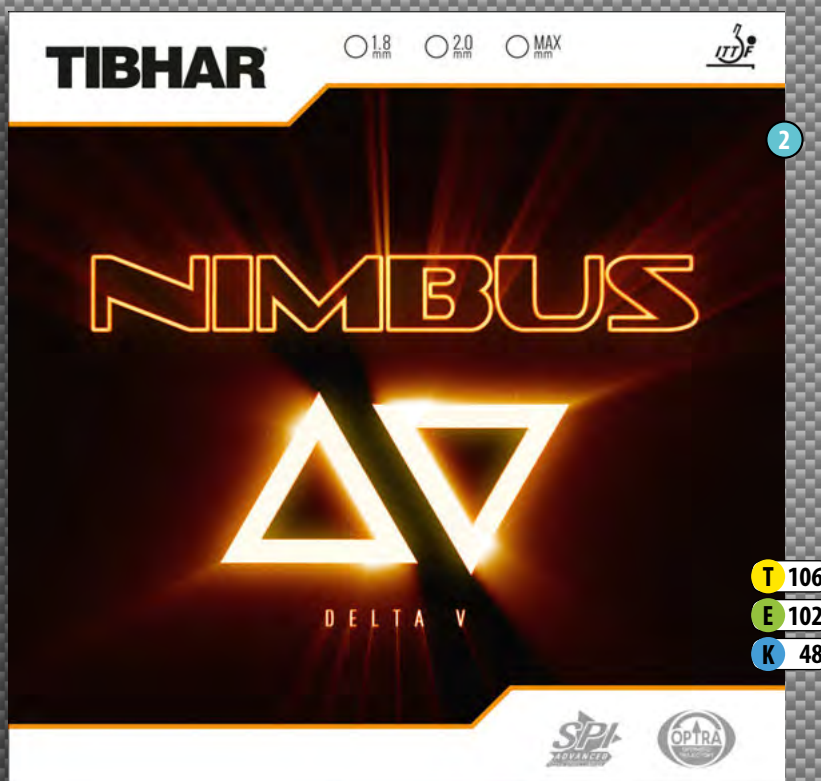 TIBHAR
1.8 mm 2.0 mm MAX mm
ITTF
2
NIMBUS
DELTA V
T 106
E 102
K 48
SPI
ADVANCED
OPTRA